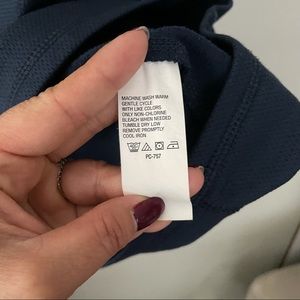 MACHINE WASH WARM
GENTLE CYCLE
WITH LIKE COLORS
ONLY NON-CHLORINE
BLEACH WHEN NEEDED
TUMBLE DRY LOW
REMOVE PROMPTLY
COOL IRON
PC-757